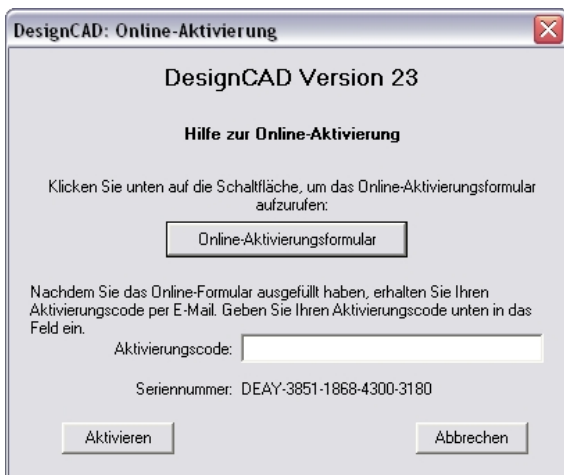 DesignCAD: Online-Aktivierung
DesignCAD Version 23
Hilfe zur Online-Aktivierung
Klicken Sie unten auf die Schaltfläche, um das Online-Aktivierungsformular
aufzurufen:
Online-Aktivierungsformular
Nachdem Sie das Online-Formular ausgefüllt haben, erhalten Sie Ihren
Aktivierungscode per E-Mail. Geben Sie Ihren Aktivierungscode unten in das
Feld ein.
Aktivierungscode:
Seriennummer: DEAY-3851-1868-4300-3180
Aktivieren Abbrechen